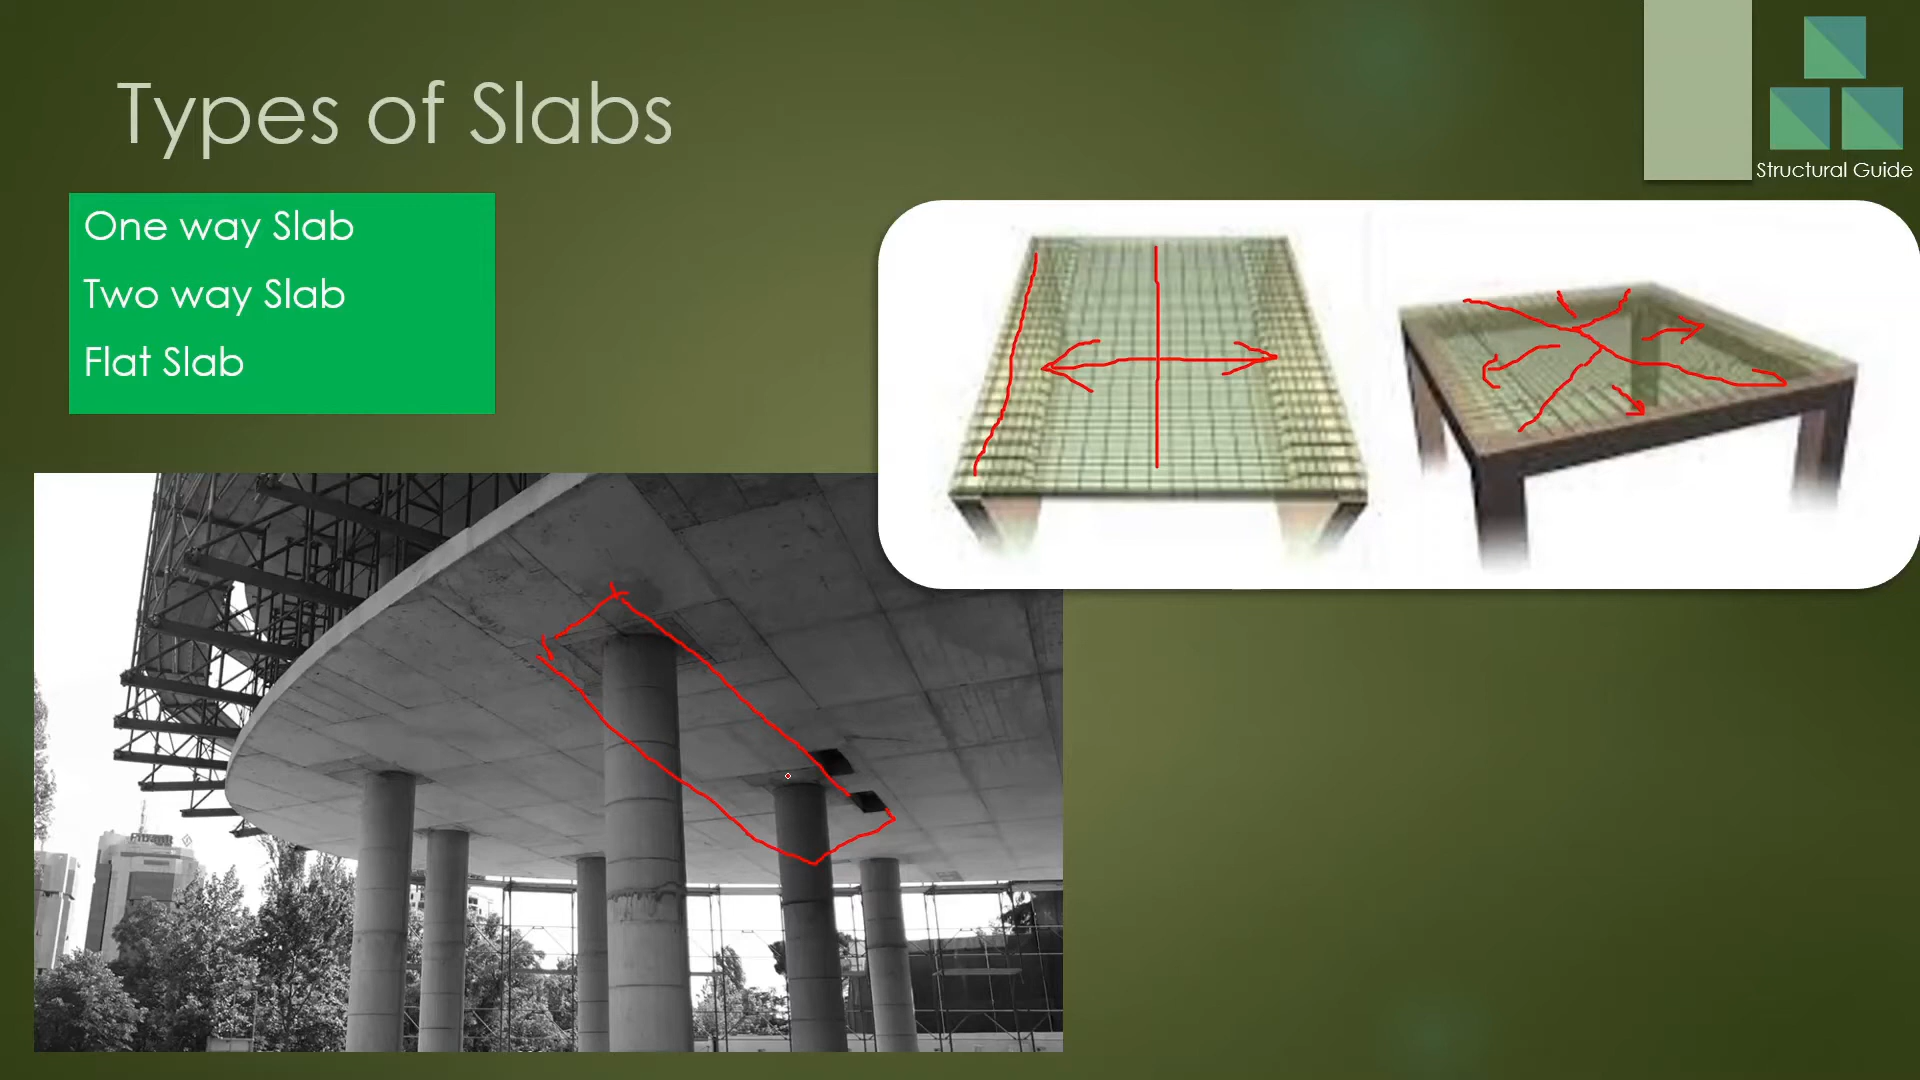 Types of Slabs
Structural Guide
One way Slab
Two way Slab
Flat Slab